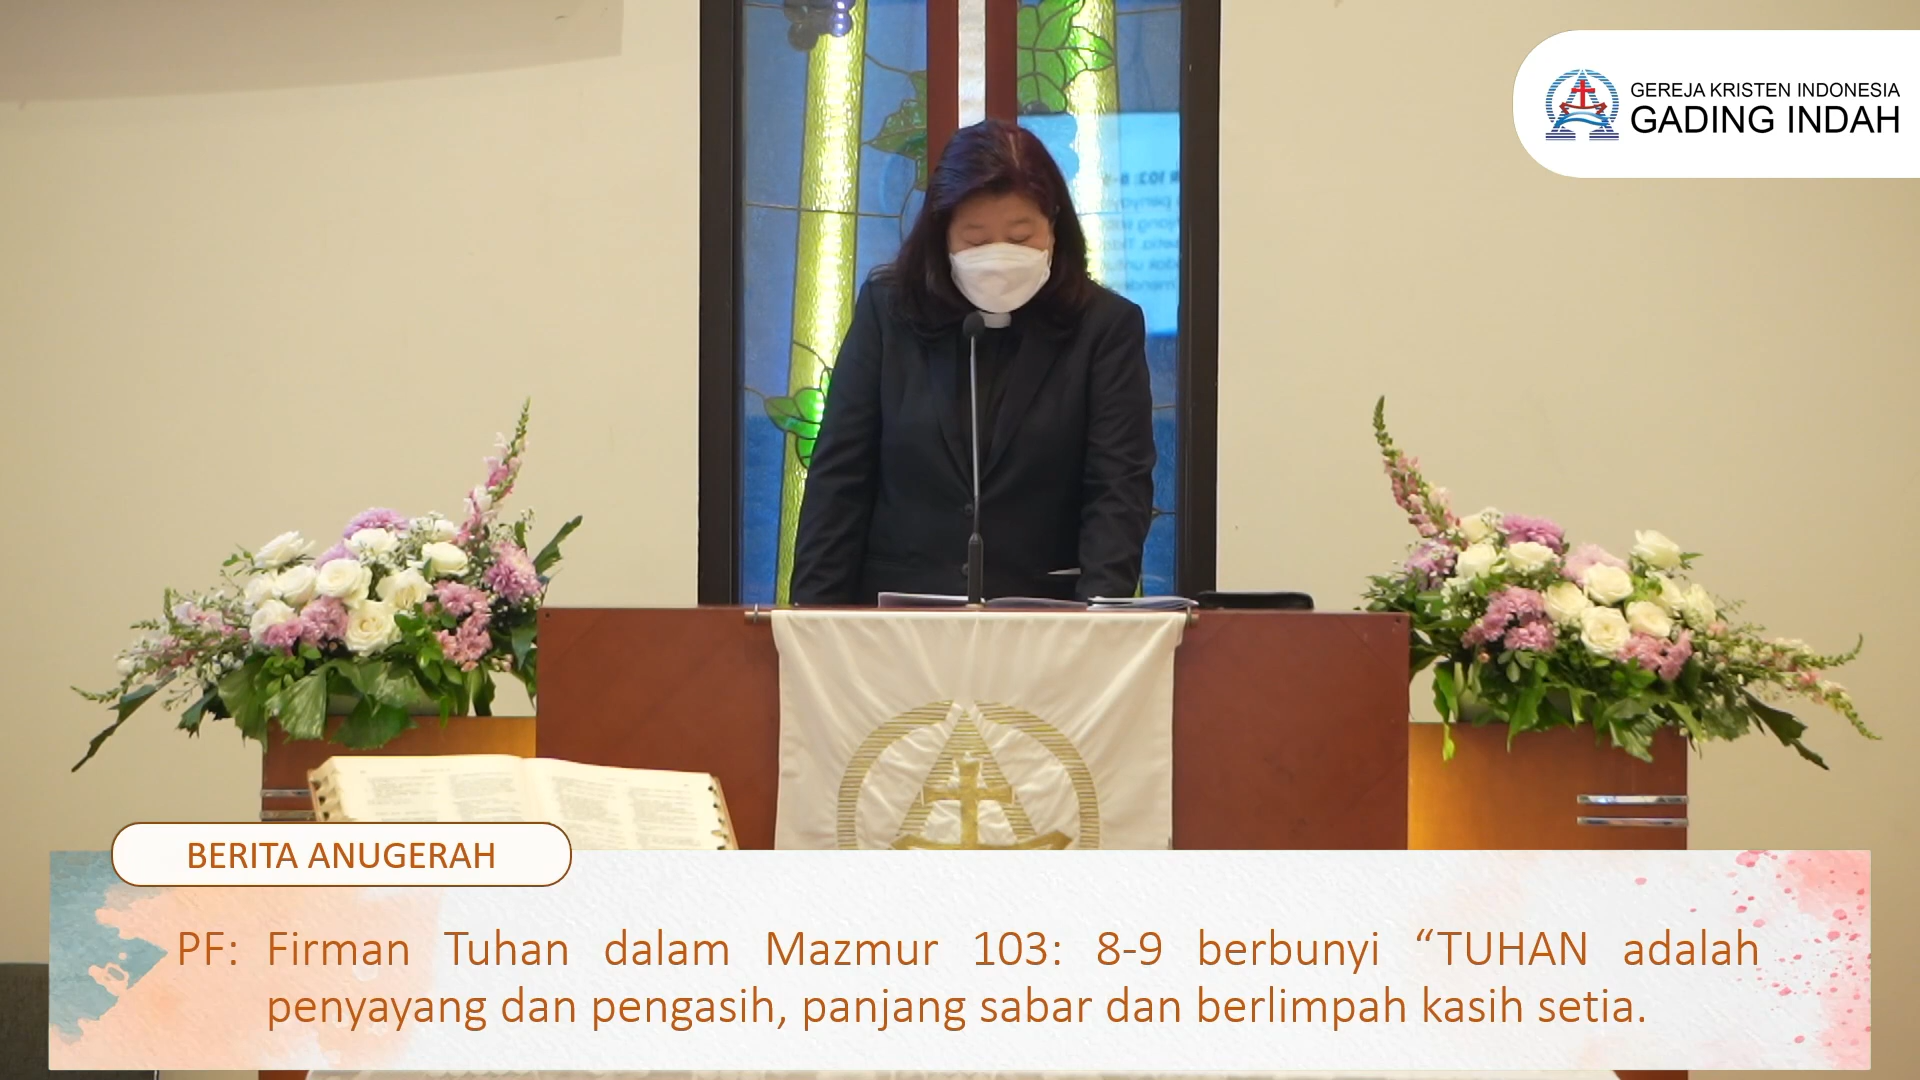 GEREJA KRISTEN INDONESIA
GADING INDAH
BERITA ANUGERAH
PF: Firman Tuhan dalam Mazmur 103: 8-9 berbunyi “TUHAN adalah
penyayang dan pengasih, panjang sabar dan berlimpah kasih setia.